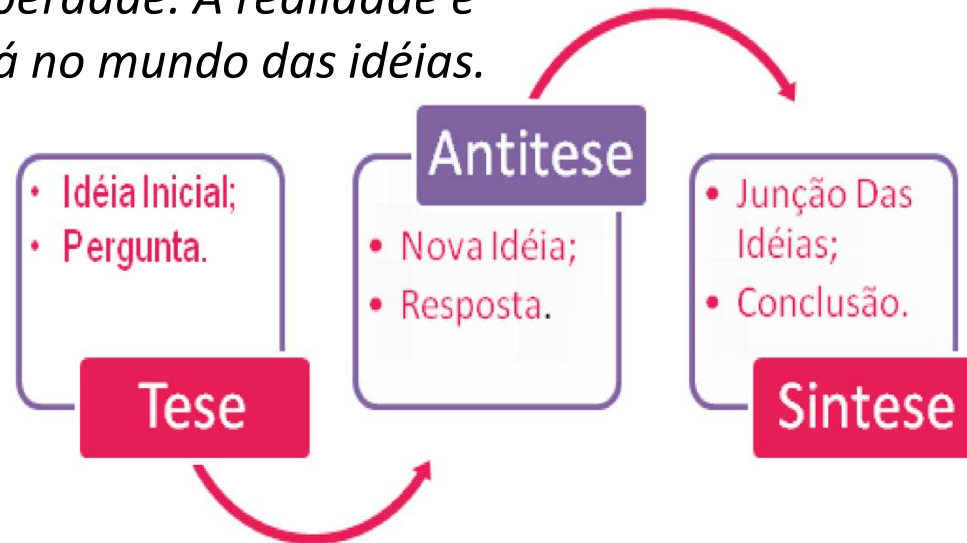 á no mundo das idéias.
• Idéia Inicial;
• Pergunta.
Tese
Antitese
• Nova Idéia;
• Resposta.
• Junção Das
Idéias;
• Conclusão.
Sintese